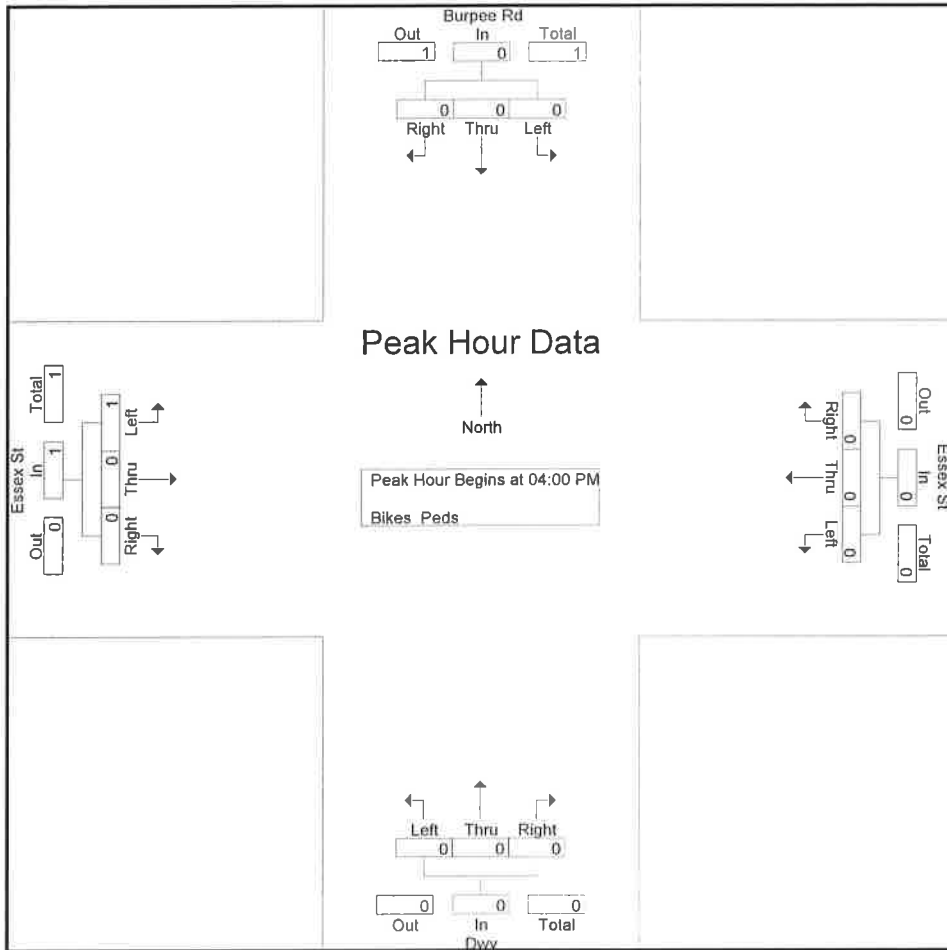 Burpee Rd
Out In Total
1 0 1
0 0 0
Right Thru Left
Peak Hour Data
North
Peak Hour Begins at 04:00 PM
Bikes Peds
Essex St
Total In Out
1 1 0
1 0 0
Left Thru Right
Essex St
Out In Total
0 0 0
0 0 0
Right Thru Left
Left Thru Right
0 0 0
0 0 0
Out In Total
Dwy